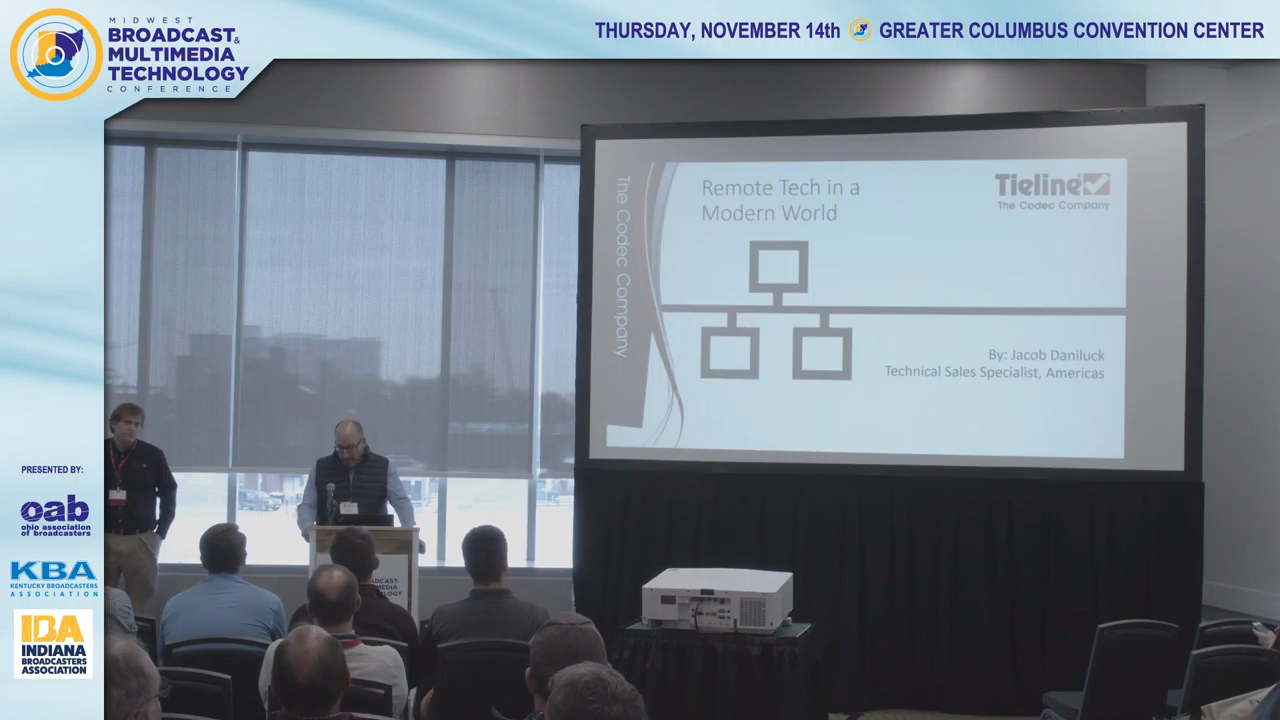 MIDWEST
BROADCAST&
MULTIMEDIA
TECHNOLOGY
CONFERENCE
THURSDAY, NOVEMBER 14th
GREATER COLUMBUS CONVENTION CENTER
The Codec Company
Remote Tech in a
Modern World
Tieline
The Codec Company
By: Jacob Daniluck
Technical Sales Specialist, Americas
PRESENTED BY:
oab
ohio association
of broadcasters
KBA
KENTUCKY BROADCASTERS
ASSOCIATION
IBA
INDIANA
BROADCASTERS
ASSOCIATION